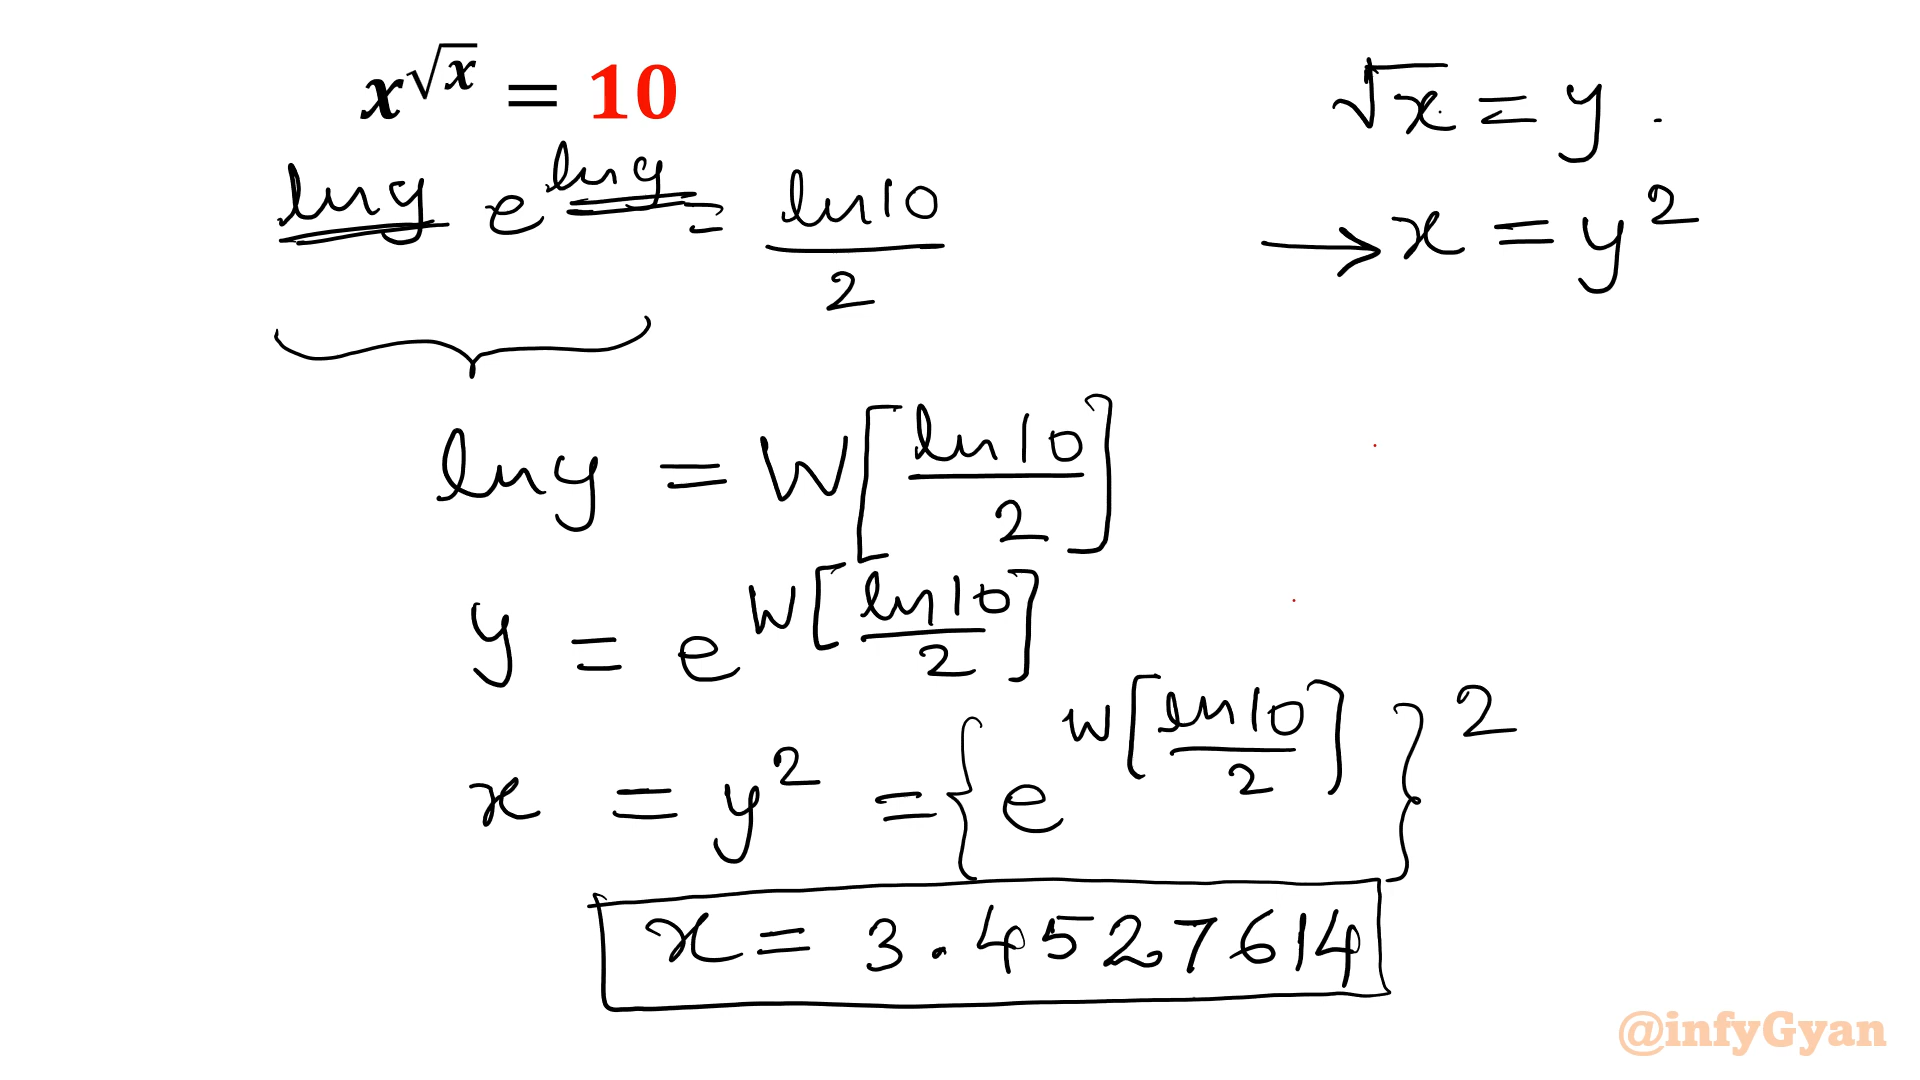 x^√x = 10
√x = y .
ln y e^(ln y) = ln10/2
→ x = y²
ln y = W[ln10/2]
y = e^(W[ln10/2])
x = y² = {e^(W[ln10/2])}²
x = 3.4527614
@infyGyan